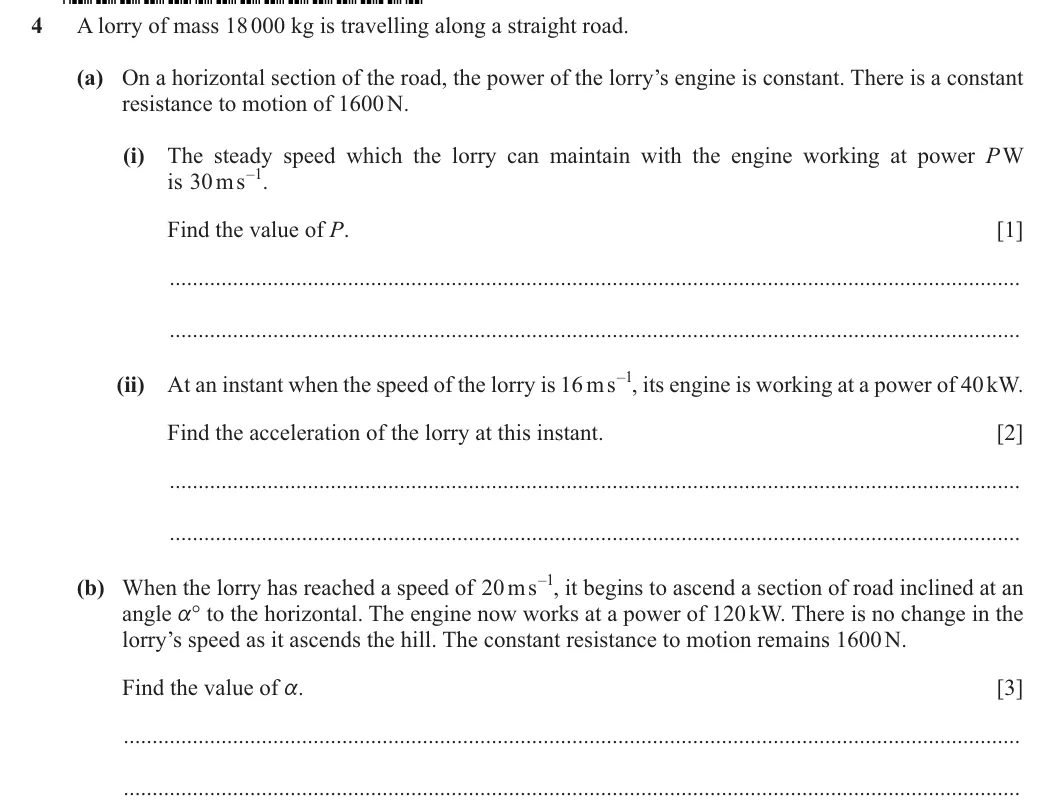 4 A lorry of mass 18 000 kg is travelling along a straight road.
(a) On a horizontal section of the road, the power of the lorry’s engine is constant. There is a constant
resistance to motion of 1600 N.
(i) The steady speed which the lorry can maintain with the engine working at power P W
is 30 m s⁻¹.
Find the value of P. [1]
(ii) At an instant when the speed of the lorry is 16 m s⁻¹, its engine is working at a power of 40 kW.
Find the acceleration of the lorry at this instant. [2]
(b) When the lorry has reached a speed of 20 m s⁻¹, it begins to ascend a section of road inclined at an
angle α° to the horizontal. The engine now works at a power of 120 kW. There is no change in the
lorry’s speed as it ascends the hill. The constant resistance to motion remains 1600 N.
Find the value of α. [3]